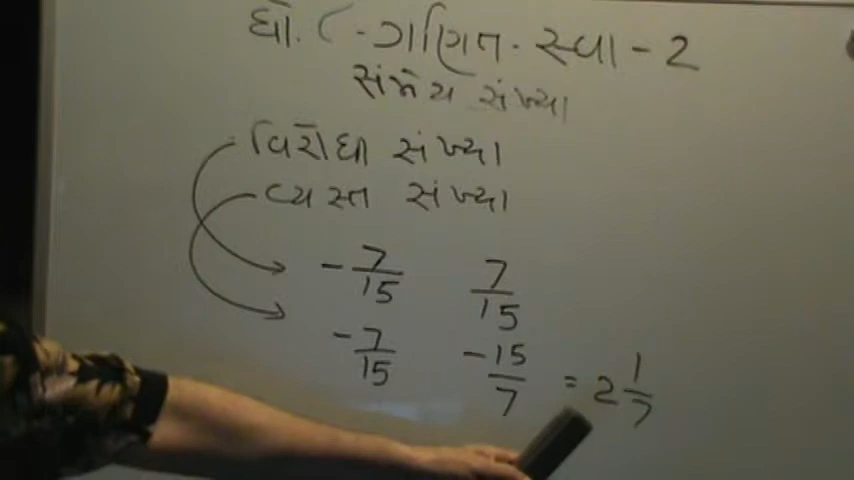 ધો. ૮ - ગણિત - સ્વા - 2
સંમેય સંખ્યા
વિરોધી સંખ્યા
વ્યસ્ત સંખ્યા
-7/15 7/15
-7/15 -15/7 = 2 1/7